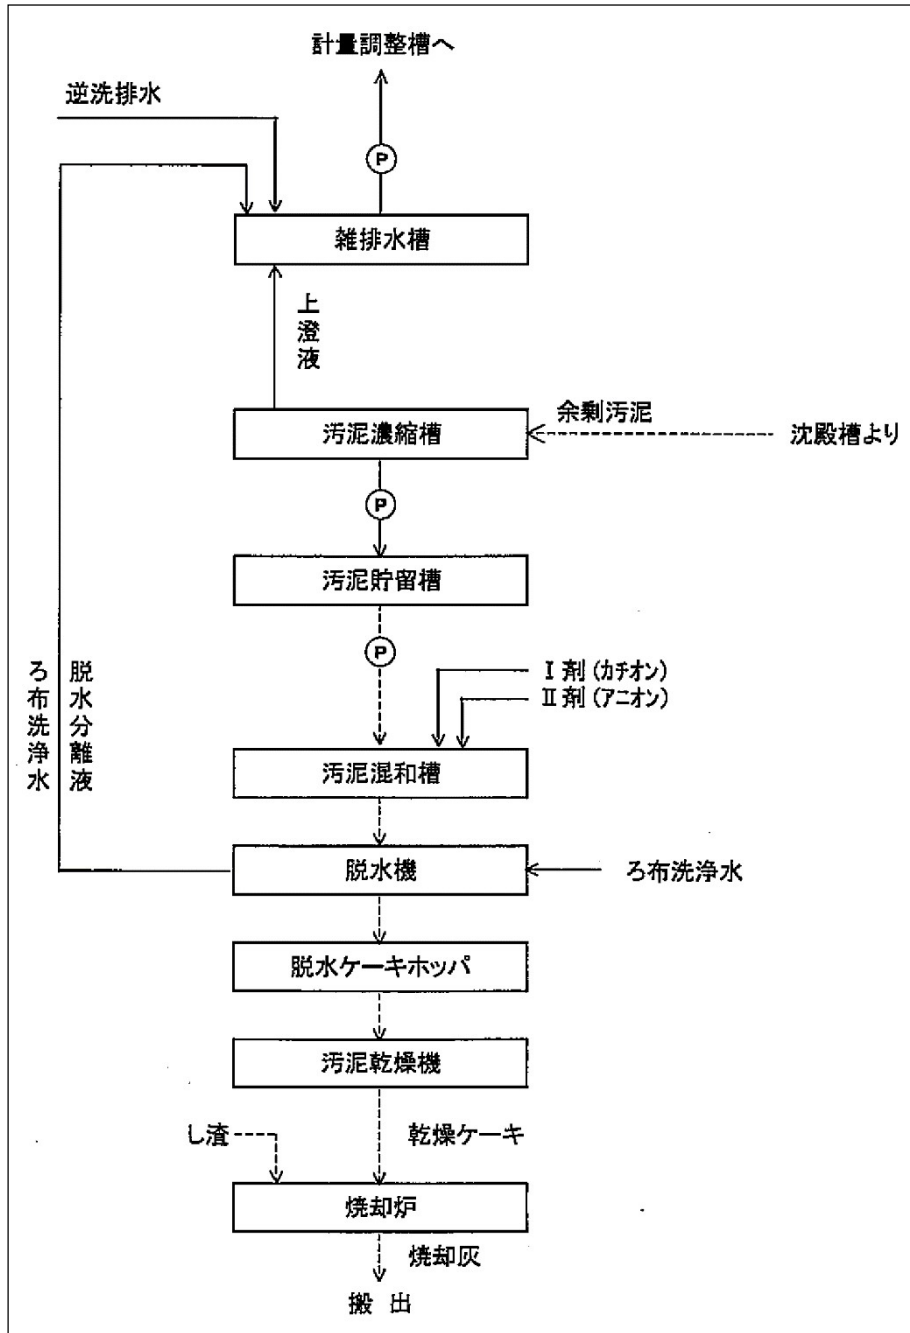 計量調整槽へ
逆洗排水
P
雑排水槽
上澄液
汚泥濃縮槽
余剰汚泥
沈殿槽より
P
汚泥貯留槽
P
Ⅰ剤(カチオン)
Ⅱ剤(アニオン)
ろ布洗浄水
脱水分離液
汚泥混和槽
脱水機
ろ布洗浄水
脱水ケーキホッパ
汚泥乾燥機
し渣
乾燥ケーキ
焼却炉
焼却灰
搬出